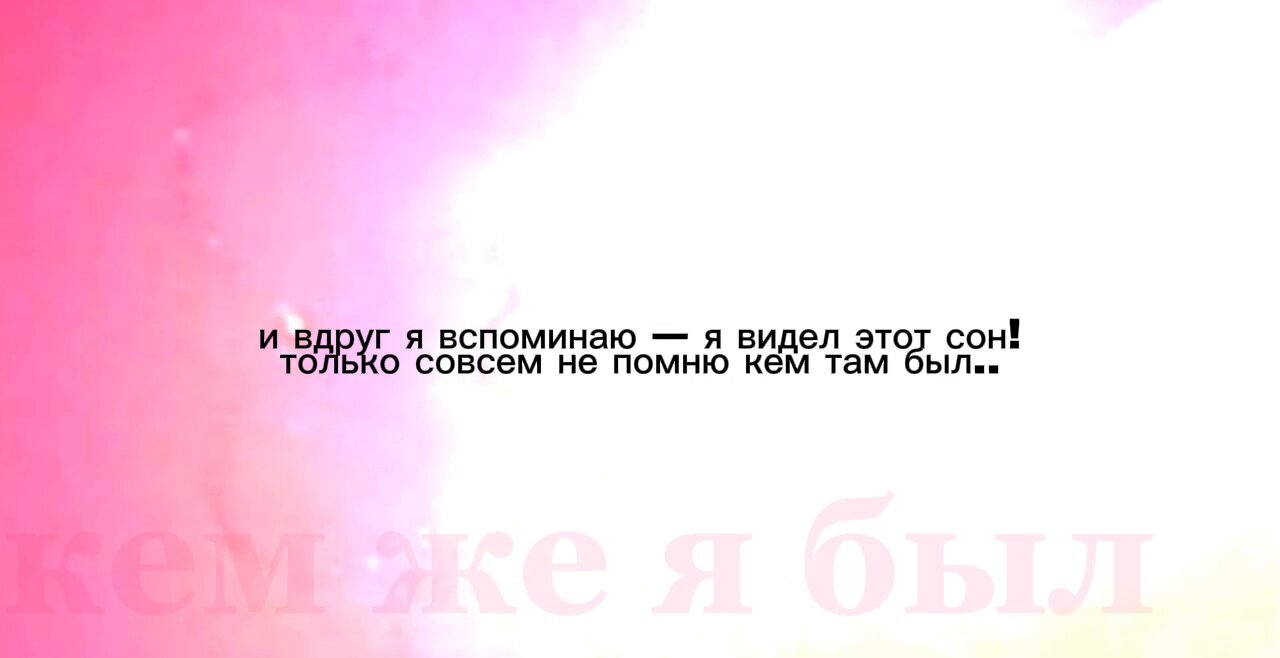 и вдруг я вспоминаю — я видел этот сон!
только совсем не помню кем там был..
кем же я был